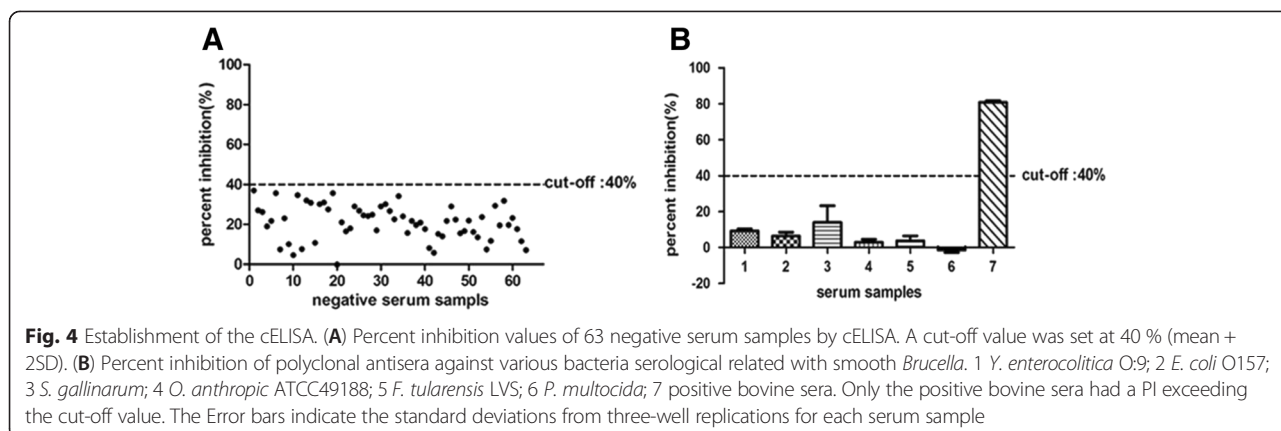 A
percent inhibition(%)
100
80
60
40
20
0
cut-off :40%
0 10 20 30 40 50 60
negative serum sampls
B
percent inhibition(%)
100
80
60
40
20
0
-20
cut-off :40%
1 2 3 4 5 6 7
serum samples
Fig. 4 Establishment of the cELISA. (A) Percent inhibition values of 63 negative serum samples by cELISA. A cut-off value was set at 40 % (mean +
2SD). (B) Percent inhibition of polyclonal antisera against various bacteria serological related with smooth Brucella. 1 Y. enterocolitica O:9; 2 E. coli O157;
3 S. gallinarum; 4 O. anthropic ATCC49188; 5 F. tularensis LVS; 6 P. multocida; 7 positive bovine sera. Only the positive bovine sera had a PI exceeding
the cut-off value. The Error bars indicate the standard deviations from three-well replications for each serum sample